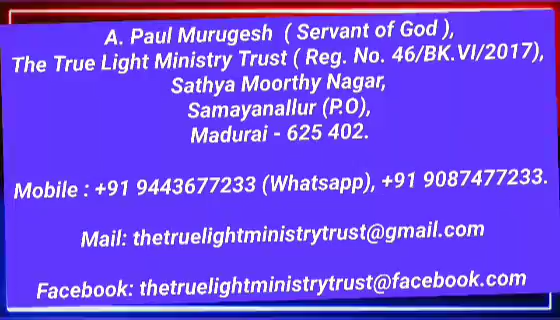 A. Paul Murugesh ( Servant of God ),
The True Light Ministry Trust ( Reg. No. 46/BK.VI/2017),
Sathya Moorthy Nagar,
Samayanallur (P.O),
Madurai - 625 402.
Mobile : +91 9443677233 (Whatsapp), +91 9087477233.
Mail: thetruelightministrytrust@gmail.com
Facebook: thetruelightministrytrust@facebook.com